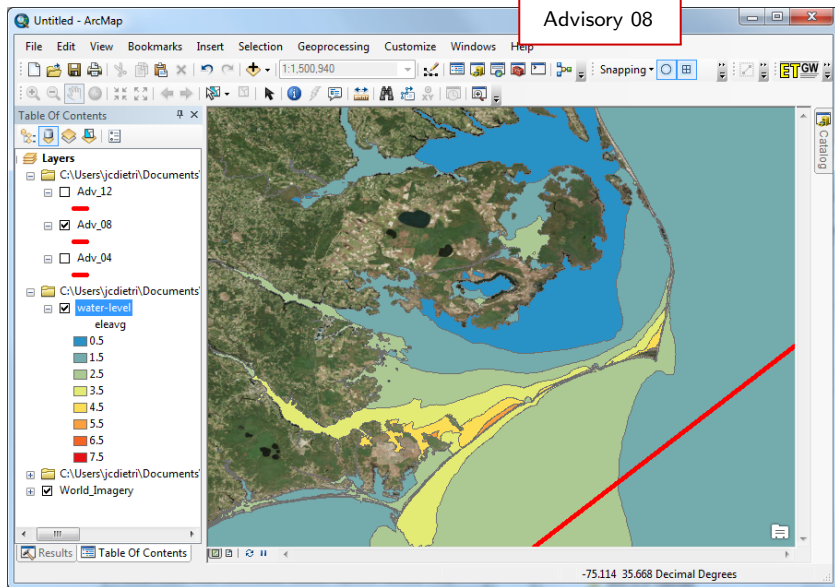 Untitled - ArcMap
Advisory 08
File Edit View Bookmarks Insert Selection Geoprocessing Customize Windows Help
1:1,500,940
Snapping
ET GW
Table Of Contents
Catalog
Layers
C:\Users\jcdietri\Documents'
Adv_12
Adv_08
Adv_04
C:\Users\jcdietri\Documents'
water-level
eleavg
0.5
1.5
2.5
3.5
4.5
5.5
6.5
7.5
C:\Users\jcdietri\Documents'
World_Imagery
Results Table Of Contents
-75.114 35.668 Decimal Degrees